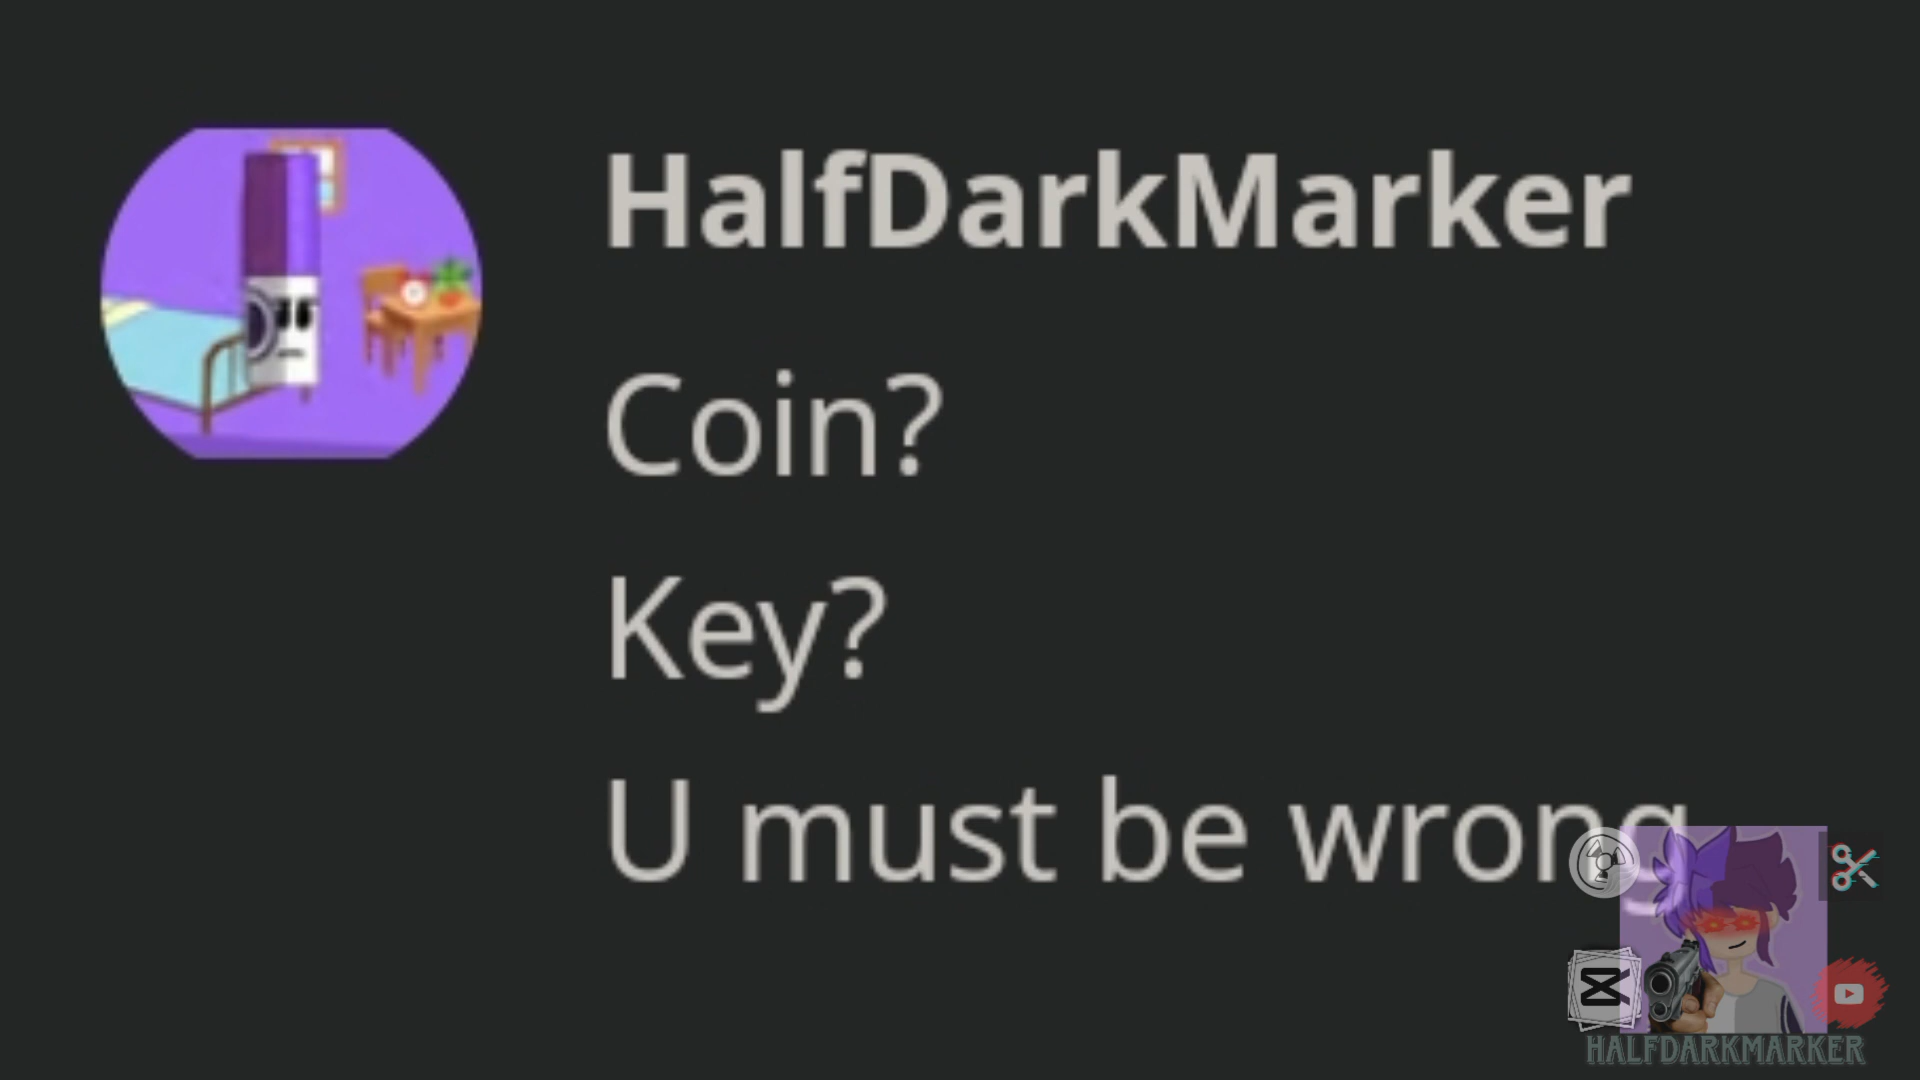 HalfDarkMarker
Coin?
Key?
U must be wrong
HALFDARKMARKER